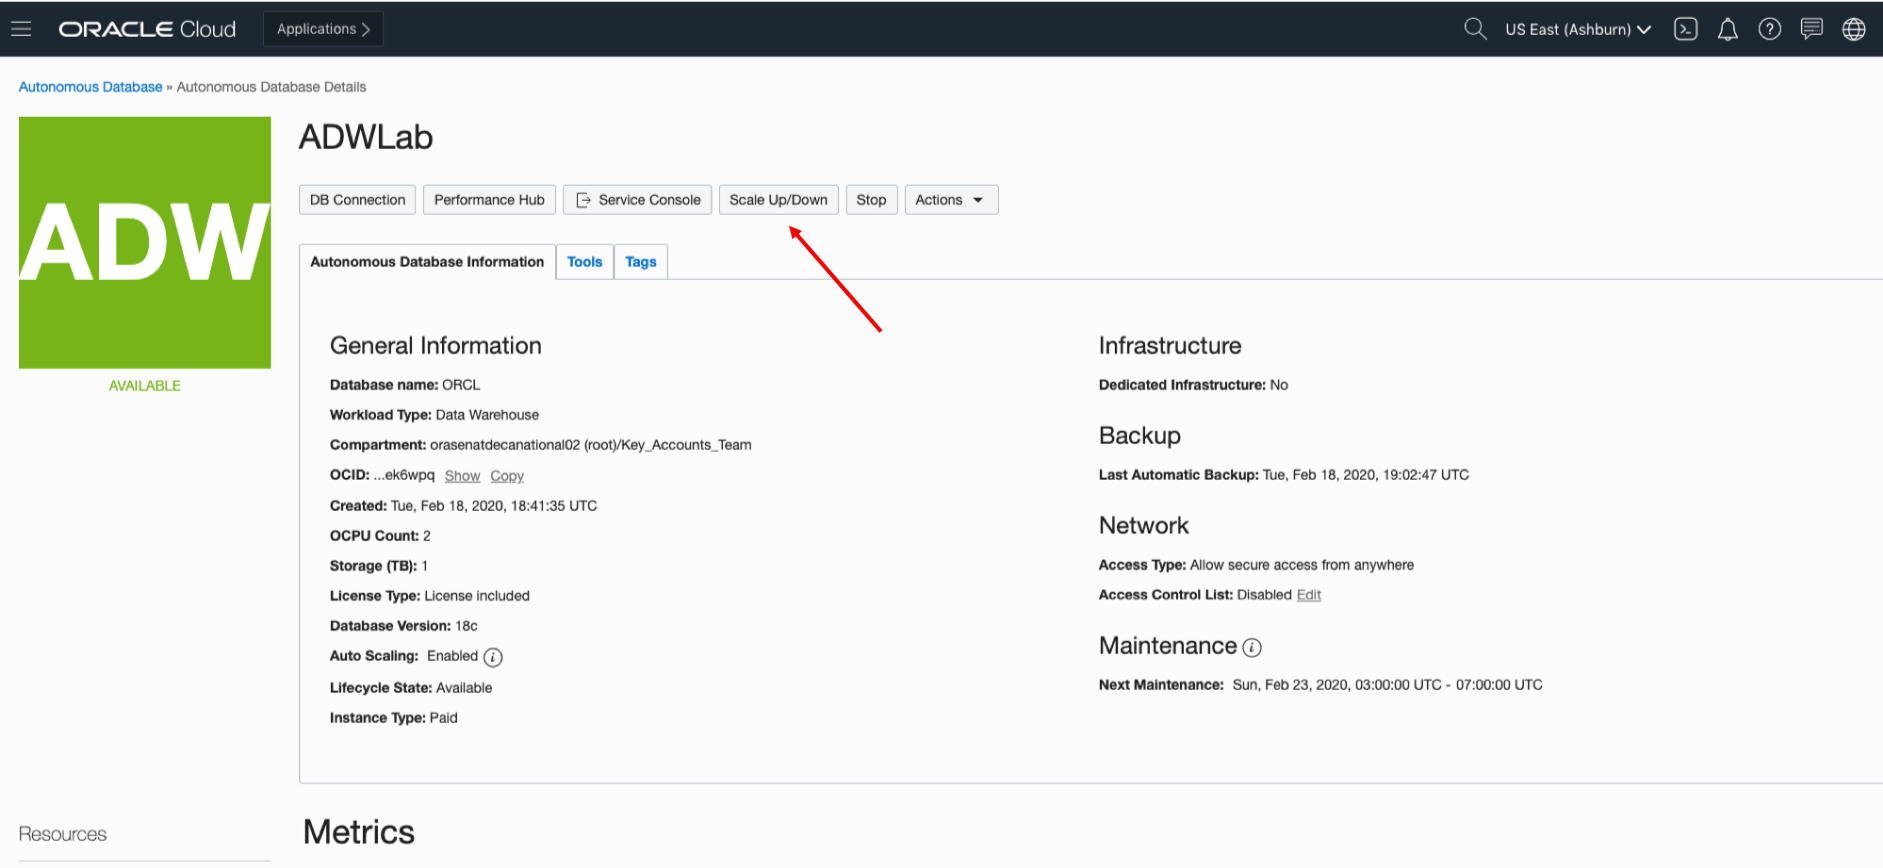 ORACLE Cloud
Applications
US East (Ashburn)
Autonomous Database » Autonomous Database Details
ADW
AVAILABLE
ADWLab
DB Connection
Performance Hub
Service Console
Scale Up/Down
Stop
Actions
Autonomous Database Information
Tools
Tags
General Information
Database name: ORCL
Workload Type: Data Warehouse
Compartment: orasenatdecanational02 (root)/Key_Accounts_Team
OCID: ...ek6wpq Show Copy
Created: Tue, Feb 18, 2020, 18:41:35 UTC
OCPU Count: 2
Storage (TB): 1
License Type: License included
Database Version: 18c
Auto Scaling: Enabled
Lifecycle State: Available
Instance Type: Paid
Infrastructure
Dedicated Infrastructure: No
Backup
Last Automatic Backup: Tue, Feb 18, 2020, 19:02:47 UTC
Network
Access Type: Allow secure access from anywhere
Access Control List: Disabled Edit
Maintenance
Next Maintenance: Sun, Feb 23, 2020, 03:00:00 UTC - 07:00:00 UTC
Resources
Metrics